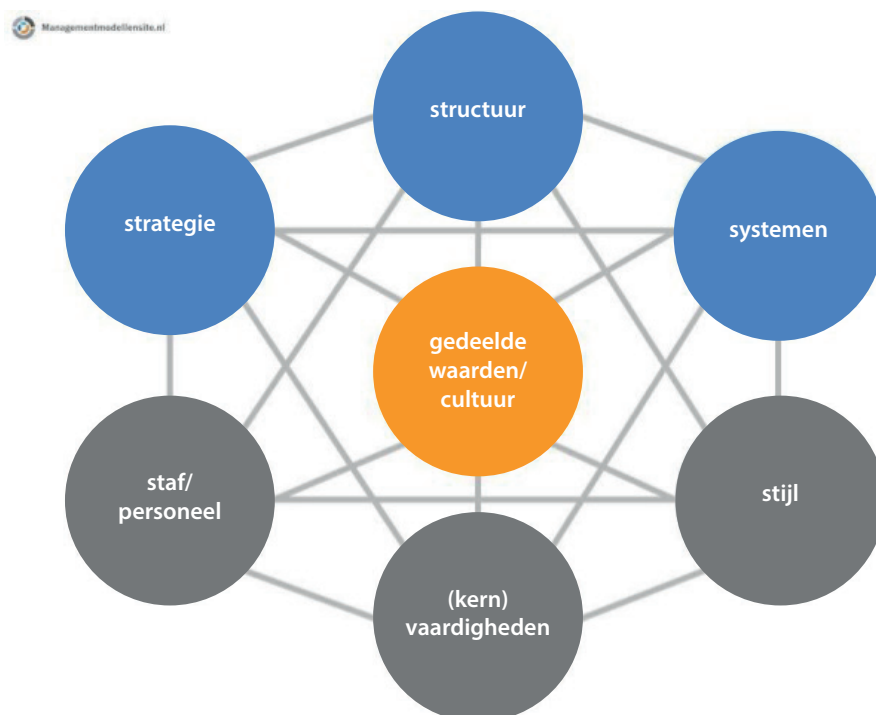 Managementmodellensite.nl
structuur
strategie
systemen
gedeelde
waarden/
cultuur
staf/
personeel
stijl
(kern)
vaardigheden